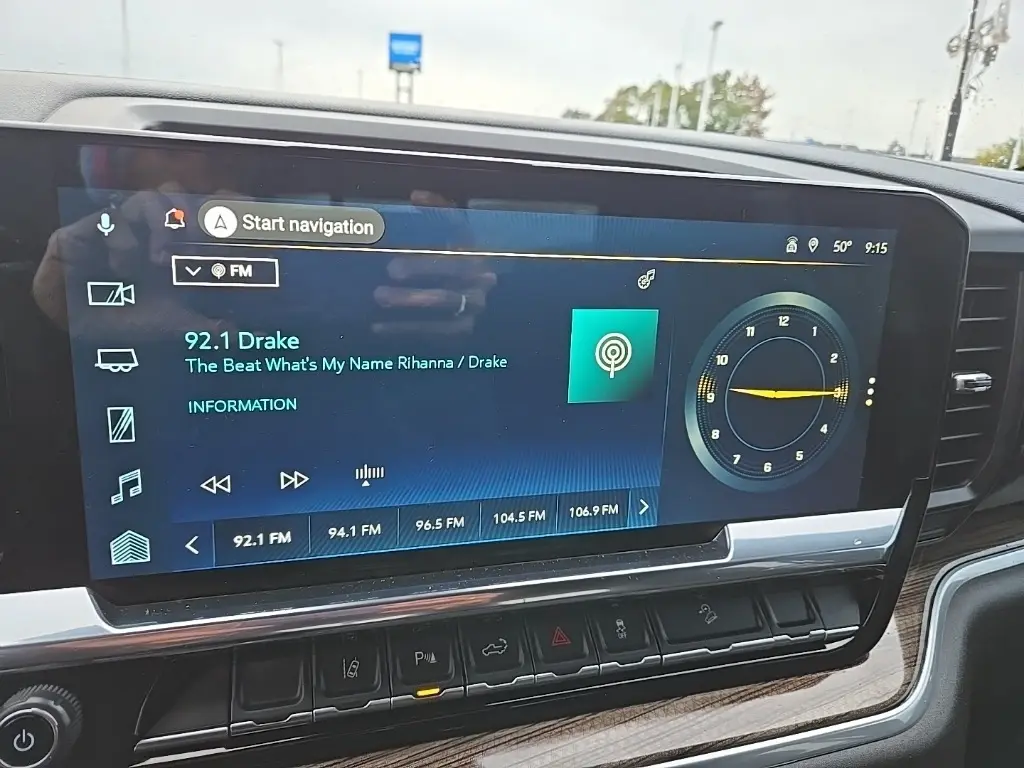 Start navigation
50° 9:15
FM
92.1 Drake
The Beat What's My Name Rihanna / Drake
INFORMATION
12
11 1
10 2
9 3
8 4
7 6 5
92.1 FM 94.1 FM 96.5 FM 104.5 FM 106.9 FM
P